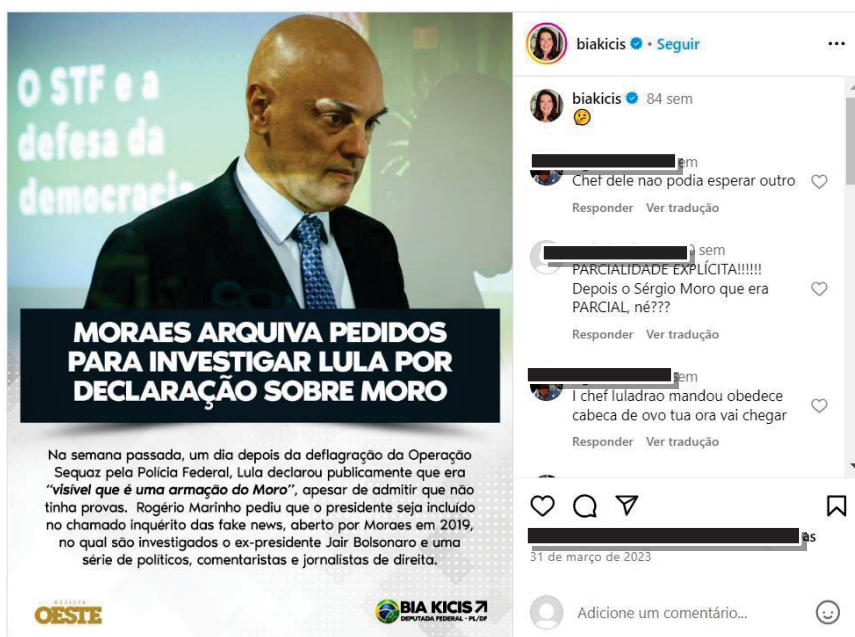 O STF e a
defesa da
democracia
MORAES ARQUIVA PEDIDOS
PARA INVESTIGAR LULA POR
DECLARAÇÃO SOBRE MORO
Na semana passada, um dia depois da deflagração da Operação
Sequaz pela Polícia Federal, Lula declarou publicamente que era
"visível que é uma armação do Moro", apesar de admitir que não
tinha provas. Rogério Marinho pediu que o presidente seja incluído
no chamado inquérito das fake news, aberto por Moraes em 2019,
no qual são investigados o ex-presidente Jair Bolsonaro e uma
série de políticos, comentaristas e jornalistas de direita.
REVISTA
OESTE
BIA KICIS
DEPUTADA FEDERAL - PL/DF
biakicis • Seguir
biakicis 84 sem
em
Chef dele nao podia esperar outro
Responder Ver tradução
sem
PARCIALIDADE EXPLÍCITA!!!!!!
Depois o Sérgio Moro que era
PARCIAL, né???
Responder Ver tradução
em
I chef luladrao mandou obedece
cabeca de ovo tua ora vai chegar
Responder Ver tradução
as
31 de março de 2023
Adicione um comentário...